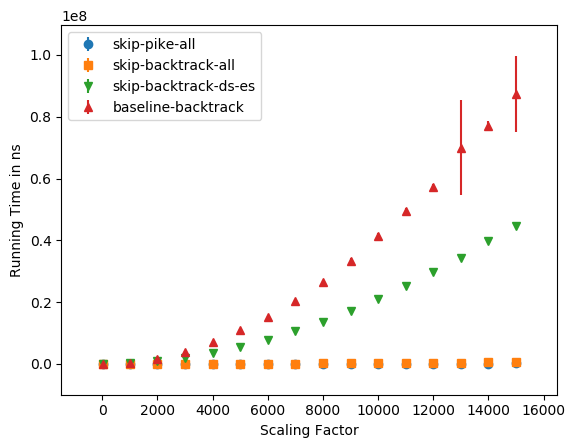 1e8
skip-pike-all
skip-backtrack-all
skip-backtrack-ds-es
baseline-backtrack
1.0
0.8
0.6
0.4
0.2
0.0
Running Time in ns
0 2000 4000 6000 8000 10000 12000 14000 16000
Scaling Factor